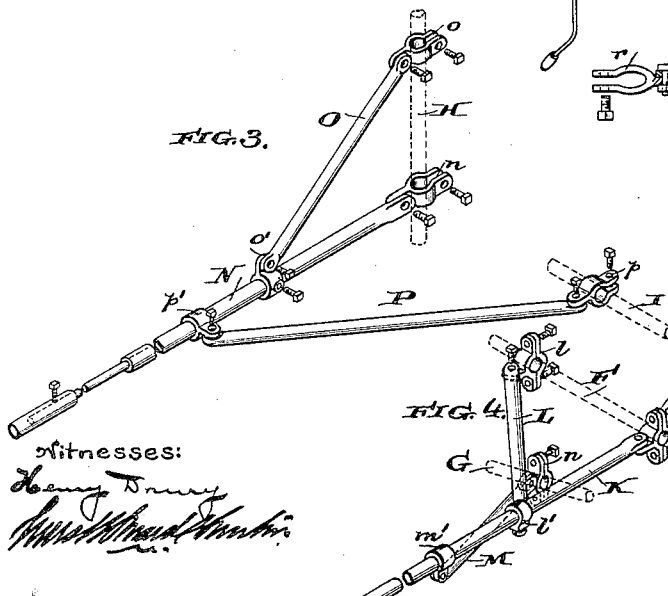 o
r
O
H
FIG. 3.
n
o'
N
p
p'
P
I
l
F'
FIG. 4.
L
n
G
K
Witnesses:
Henry Drury
l'
m'
M